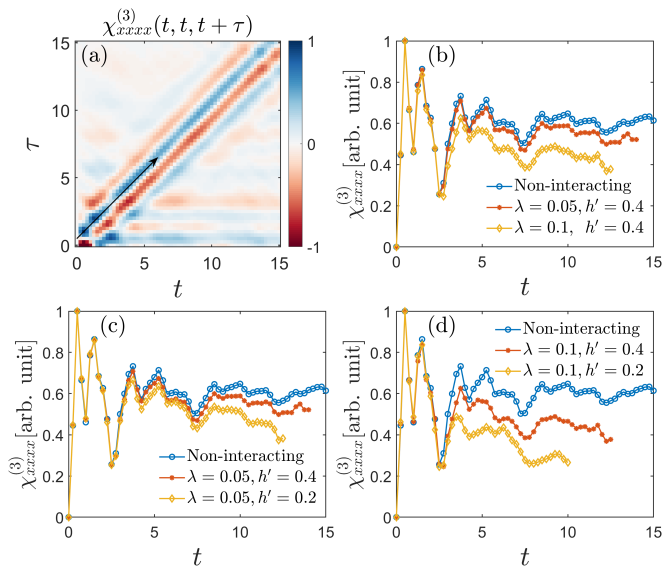 χ⁽³⁾ₓₓₓₓ(t, t, t + τ)
(a)
15
10
5
0
τ
0 5 10 15
t
1
0
-1
(b)
1
0.8
0.6
0.4
0.2
0
χ⁽³⁾ₓₓₓₓ[arb. unit]
Non-interacting
λ = 0.05, h′ = 0.4
λ = 0.1, h′ = 0.4
0 5 10 15
t
(c)
1
0.8
0.6
0.4
0.2
0
χ⁽³⁾ₓₓₓₓ[arb. unit]
Non-interacting
λ = 0.05, h′ = 0.4
λ = 0.05, h′ = 0.2
0 5 10 15
t
(d)
1
0.8
0.6
0.4
0.2
0
χ⁽³⁾ₓₓₓₓ[arb. unit]
Non-interacting
λ = 0.1, h′ = 0.4
λ = 0.1, h′ = 0.2
0 5 10 15
t